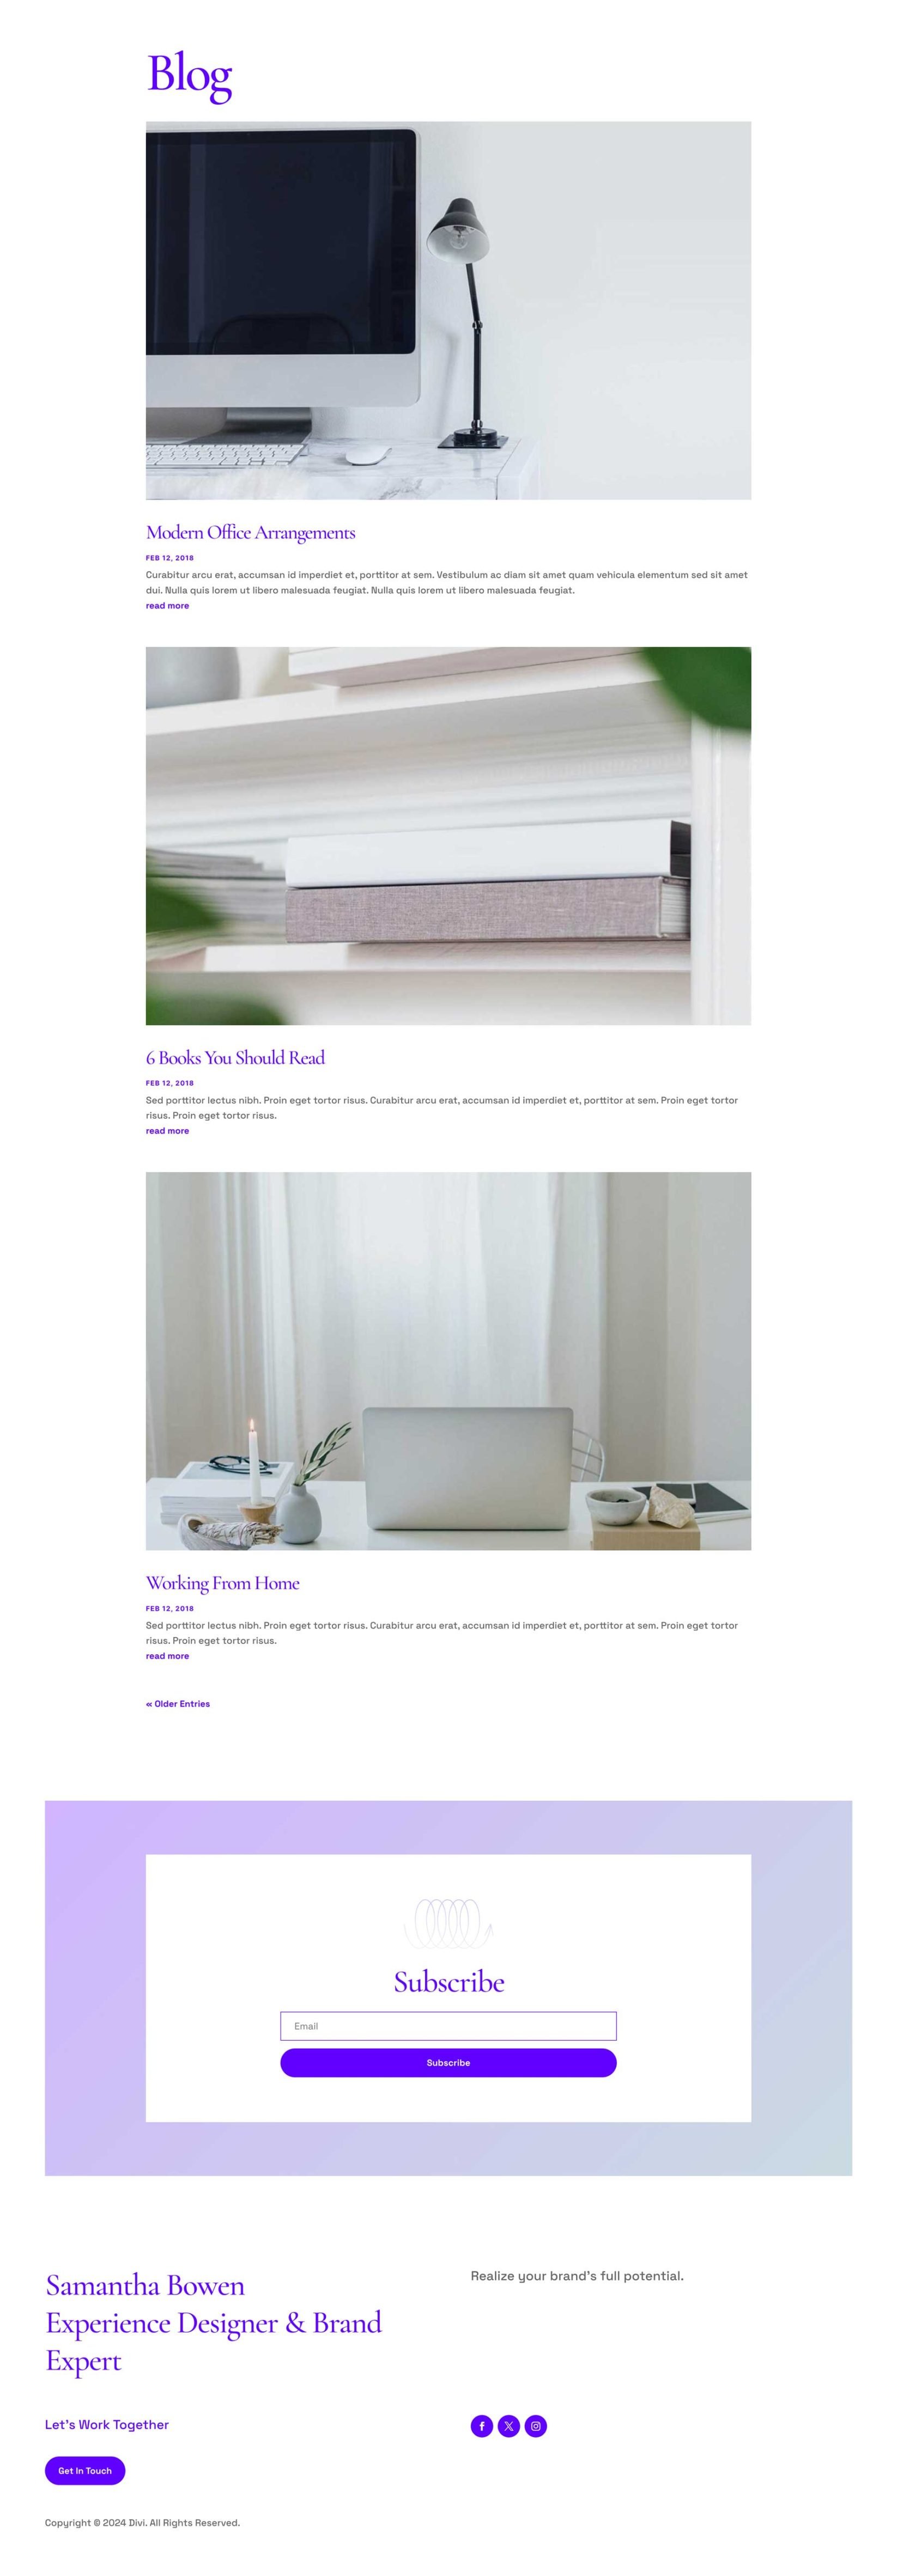 Blog
Modern Office Arrangements
FEB 12, 2018
Curabitur arcu erat, accumsan id imperdiet et, porttitor at sem. Vestibulum ac diam sit amet quam vehicula elementum sed sit amet
dui. Nulla quis lorem ut libero malesuada feugiat. Nulla quis lorem ut libero malesuada feugiat.
read more
6 Books You Should Read
FEB 12, 2018
Sed porttitor lectus nibh. Proin eget tortor risus. Curabitur arcu erat, accumsan id imperdiet et, porttitor at sem. Proin eget tortor
risus. Proin eget tortor risus.
read more
Working From Home
FEB 12, 2018
Sed porttitor lectus nibh. Proin eget tortor risus. Curabitur arcu erat, accumsan id imperdiet et, porttitor at sem. Proin eget tortor
risus. Proin eget tortor risus.
read more
« Older Entries
Subscribe
Email
Subscribe
Samantha Bowen
Experience Designer & Brand
Expert
Realize your brand's full potential.
Let's Work Together
Get In Touch
Copyright © 2024 Divi. All Rights Reserved.